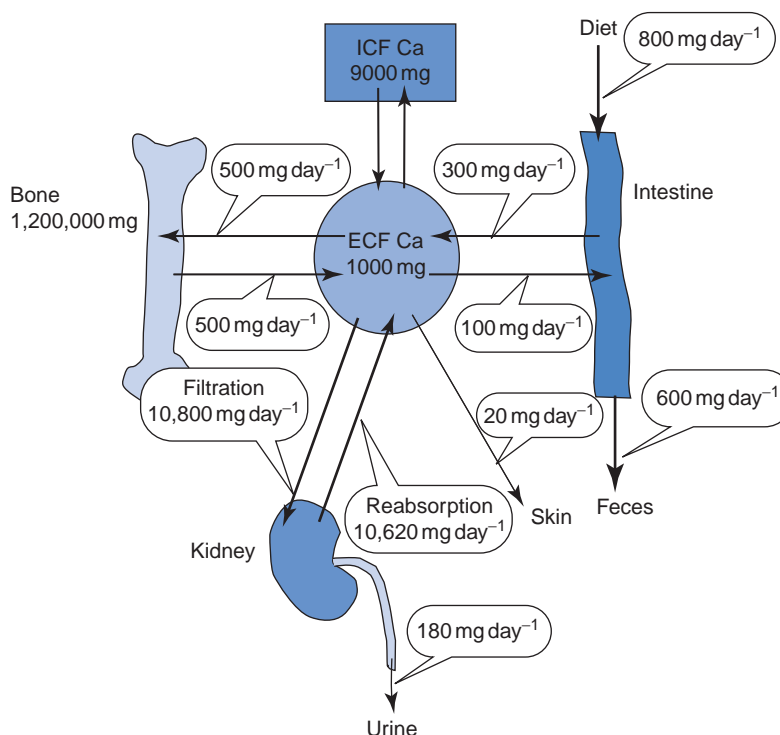 Diet
800 mg day⁻¹
ICF Ca
9000 mg
500 mg day⁻¹
300 mg day⁻¹
Bone
1,200,000 mg
Intestine
ECF Ca
1000 mg
500 mg day⁻¹
100 mg day⁻¹
Filtration
10,800 mg day⁻¹
20 mg day⁻¹
600 mg day⁻¹
Reabsorption
10,620 mg day⁻¹
Skin
Feces
Kidney
180 mg day⁻¹
Urine